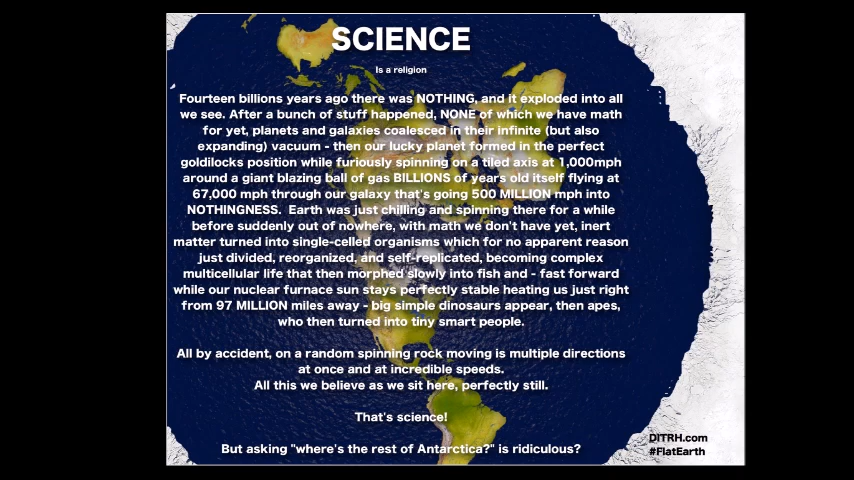 SCIENCE
Is a religion
Fourteen billions years ago there was NOTHING, and it exploded into all
we see. After a bunch of stuff happened, NONE of which we have math
for yet, planets and galaxies coalesced in their infinite (but also
expanding) vacuum - then our lucky planet formed in the perfect
goldilocks position while furiously spinning on a tiled axis at 1,000mph
around a giant blazing ball of gas BILLIONS of years old itself flying at
67,000 mph through our galaxy that's going 500 MILLION mph into
NOTHINGNESS. Earth was just chilling and spinning there for a while
before suddenly out of nowhere, with math we don't have yet, inert
matter turned into single-celled organisms which for no apparent reason
just divided, reorganized, and self-replicated, becoming complex
multicellular life that then morphed slowly into fish and - fast forward
while our nuclear furnace sun stays perfectly stable heating us just right
from 97 MILLION miles away - big simple dinosaurs appear, then apes,
who then turned into tiny smart people.
All by accident, on a random spinning rock moving is multiple directions
at once and at incredible speeds.
All this we believe as we sit here, perfectly still.
That's science!
But asking "where's the rest of Antarctica?" is ridiculous?
DITRH.com
#FlatEarth